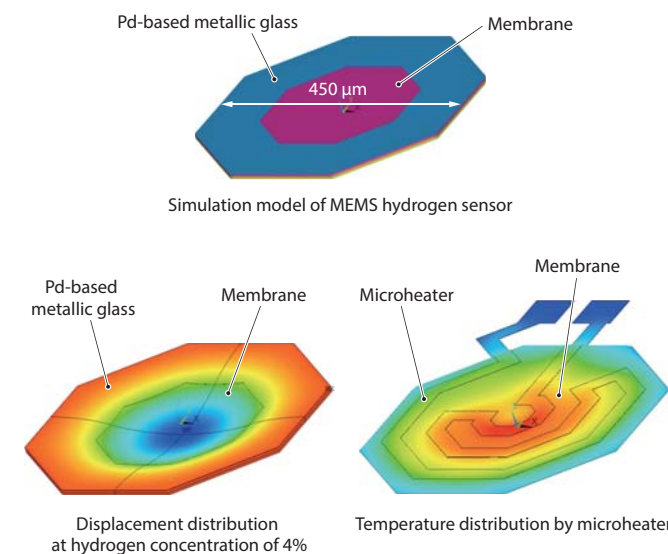 Pd-based metallic glass
Membrane
450 µm
Simulation model of MEMS hydrogen sensor
Pd-based
metallic glass
Membrane
Microheater
Membrane
Displacement distribution
at hydrogen concentration of 4%
Temperature distribution by microheater